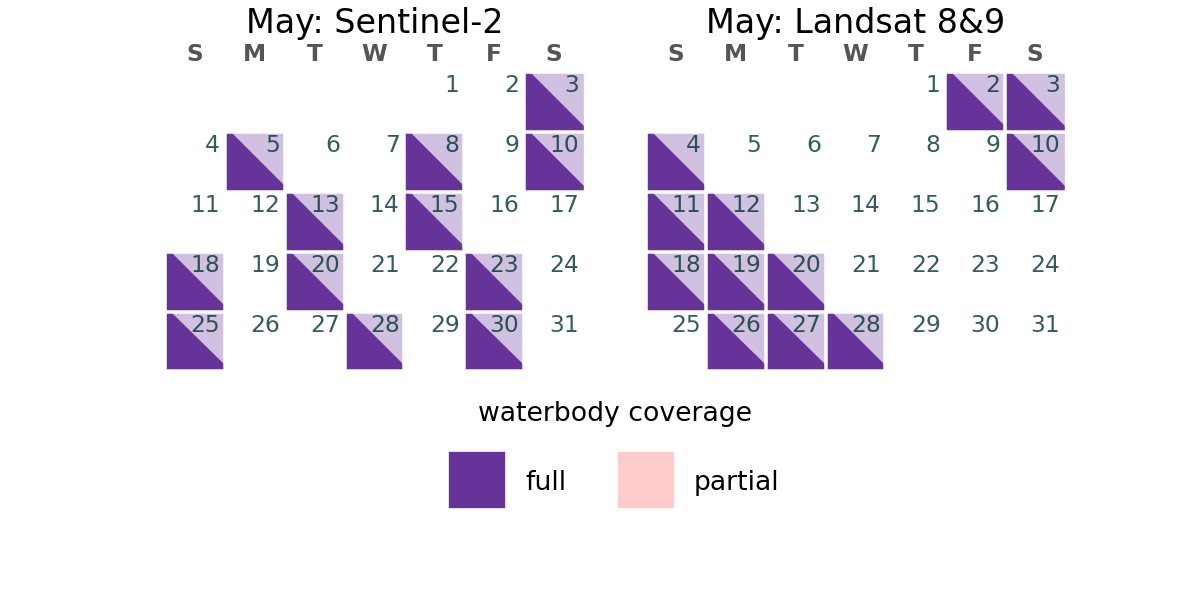 May: Sentinel-2
S M T W T F S
1 2 3
4 5 6 7 8 9 10
11 12 13 14 15 16 17
18 19 20 21 22 23 24
25 26 27 28 29 30 31
May: Landsat 8&9
S M T W T F S
1 2 3
4 5 6 7 8 9 10
11 12 13 14 15 16 17
18 19 20 21 22 23 24
25 26 27 28 29 30 31
waterbody coverage
full partial